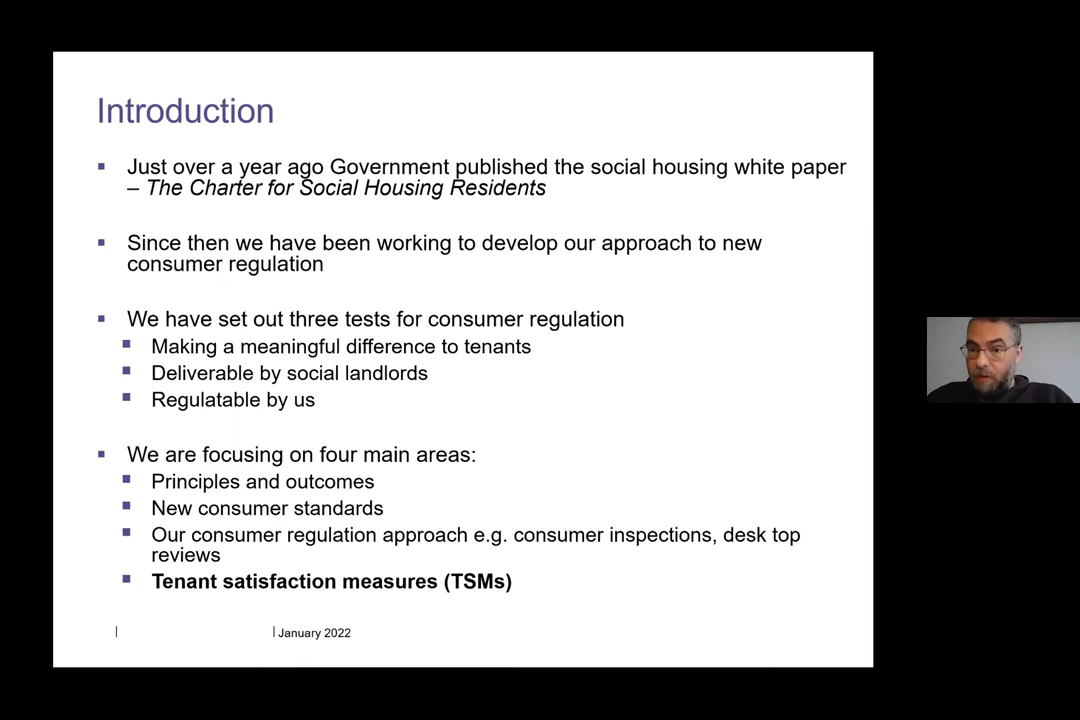 Introduction
Just over a year ago Government published the social housing white paper
– The Charter for Social Housing Residents
Since then we have been working to develop our approach to new
consumer regulation
We have set out three tests for consumer regulation
Making a meaningful difference to tenants
Deliverable by social landlords
Regulatable by us
We are focusing on four main areas:
Principles and outcomes
New consumer standards
Our consumer regulation approach e.g. consumer inspections, desk top
reviews
Tenant satisfaction measures (TSMs)
January 2022